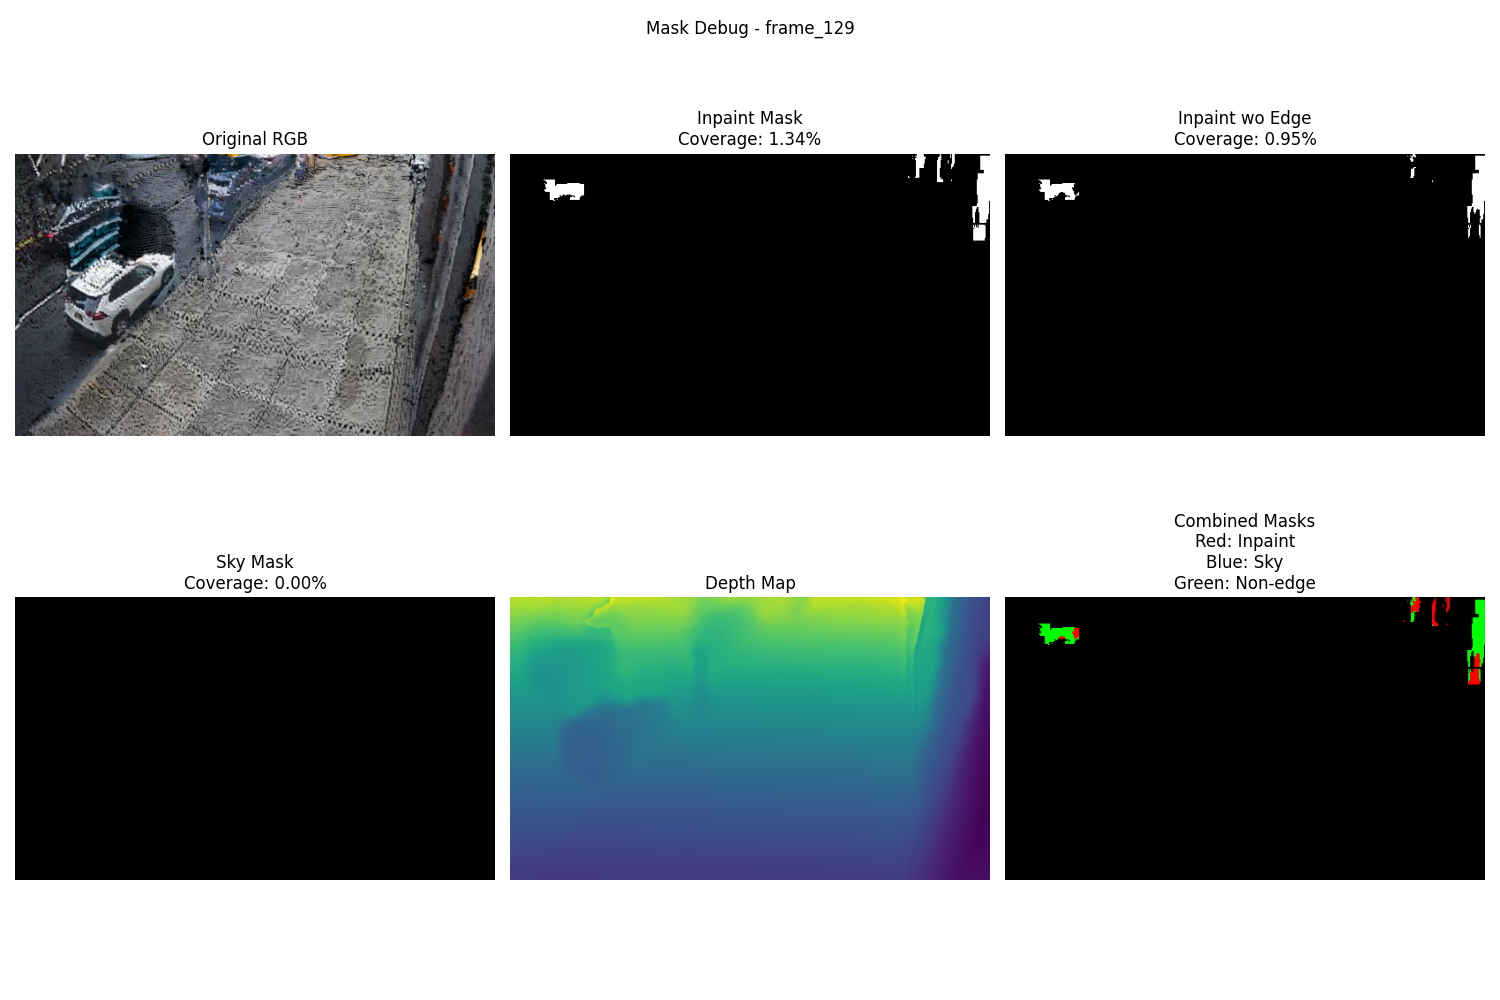 Mask Debug - frame_129
Original RGB
Inpaint Mask
Coverage: 1.34%
Inpaint wo Edge
Coverage: 0.95%
Sky Mask
Coverage: 0.00%
Depth Map
Combined Masks
Red: Inpaint
Blue: Sky
Green: Non-edge